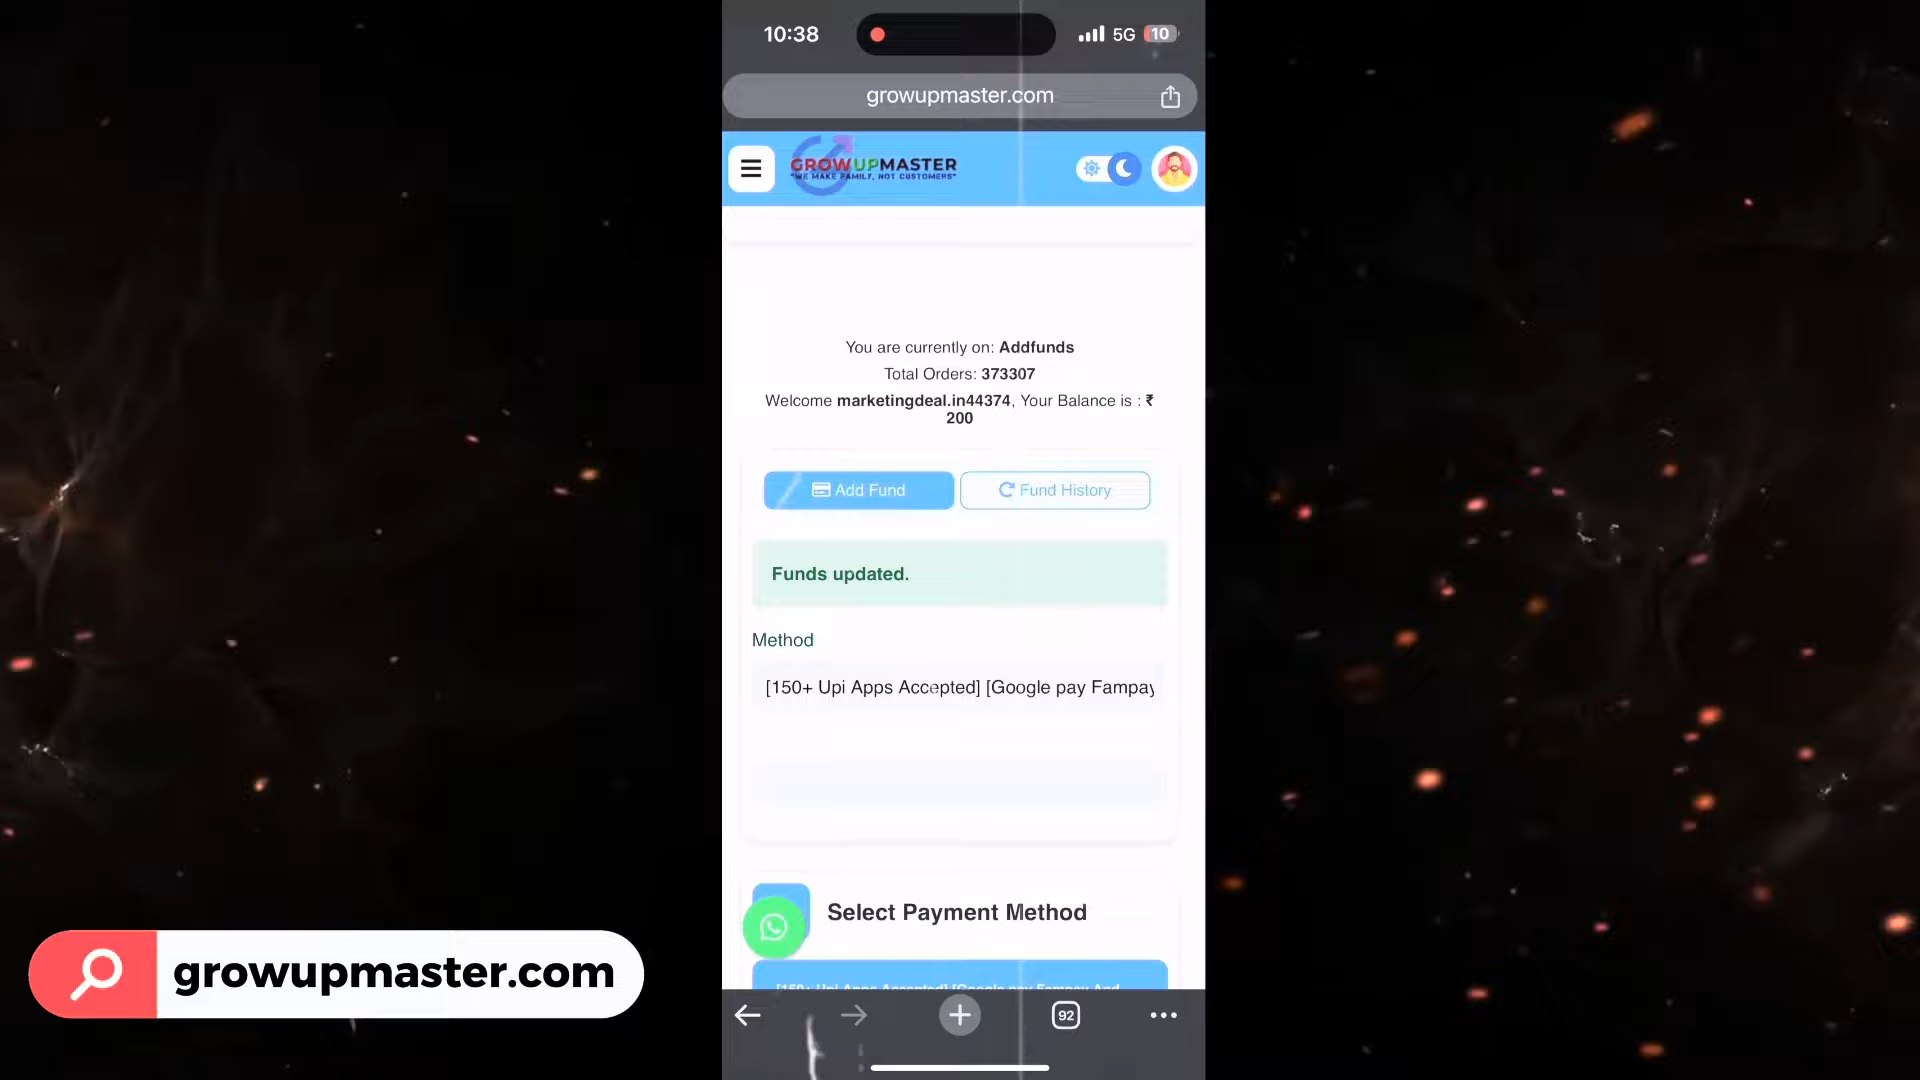 10:38
5G 10
growupmaster.com
GROWUPMASTER
"WE MAKE FAMILY, NOT CUSTOMERS"
You are currently on: Addfunds
Total Orders: 373307
Welcome marketingdeal.in44374, Your Balance is : ₹
200
Add Fund
Fund History
Funds updated.
Method
[150+ Upi Apps Accepted] [Google pay Fampay
Select Payment Method
[150+ Upi Apps Accepted] [Google pay Fampay And
growupmaster.com
92